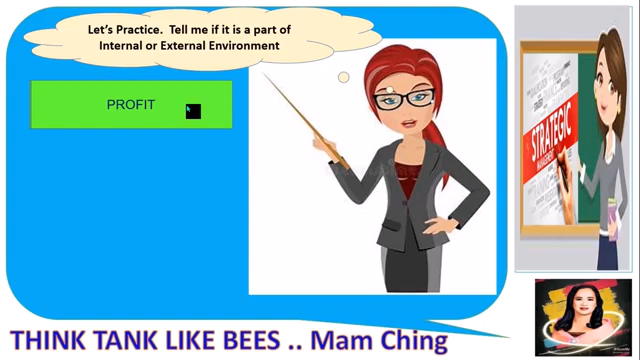 Let's Practice. Tell me if it is a part of
Internal or External Environment
PROFIT
STRATEGIC
MANAGEMENT
THINK TANK LIKE BEES .. Mam Ching